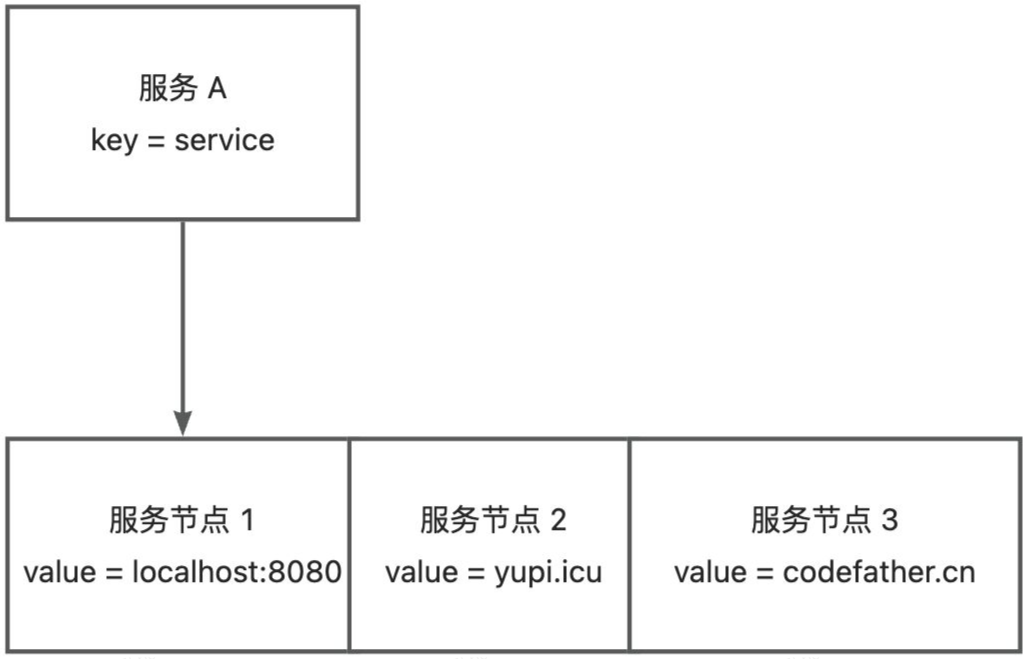 服务 A
key = service
服务节点 1
value = localhost:8080
服务节点 2
value = yupi.icu
服务节点 3
value = codefather.cn